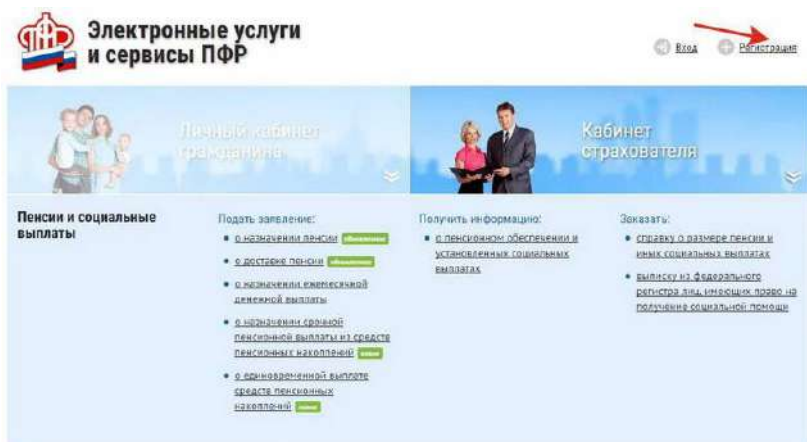 Электронные услуги
и сервисы ПФР
Вход
Регистрация
Личный кабинет
гражданина
Кабинет
страхователя
Пенсии и социальные
выплаты
Подать заявление:
о назначении пенсии
о доставке пенсии
о назначении ежемесячной
денежной выплаты
о назначении срочной
пенсионной выплаты из средств
пенсионных накоплений
о единовременной выплате
средств пенсионных
накоплений
Получить информацию:
о пенсионном обеспечении и
установленных социальных
выплатах
Заказать:
справку о размере пенсии и
иных социальных выплатах
выписку из федерального
регистра лиц, имеющих право на
получение социальной помощи